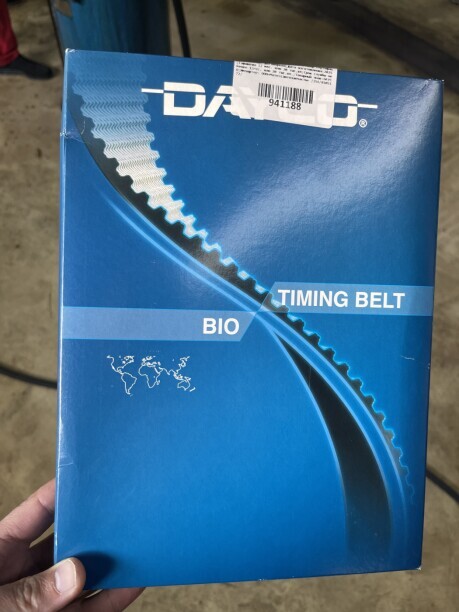 DAYCO®
941188
TIMING BELT
BIO